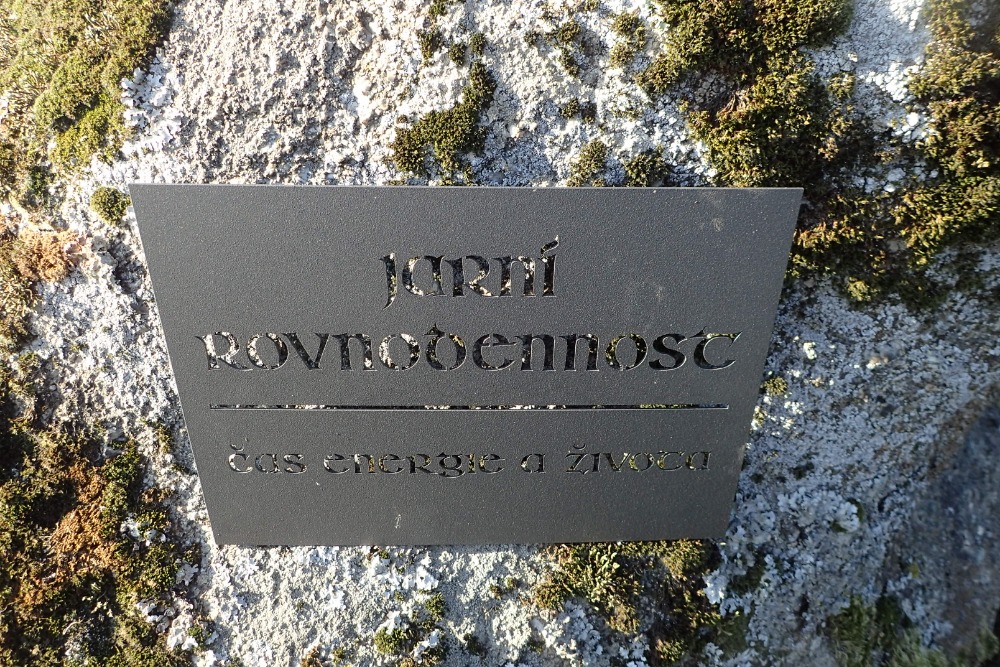 Jarní
Rovnodennost
čas energie a života